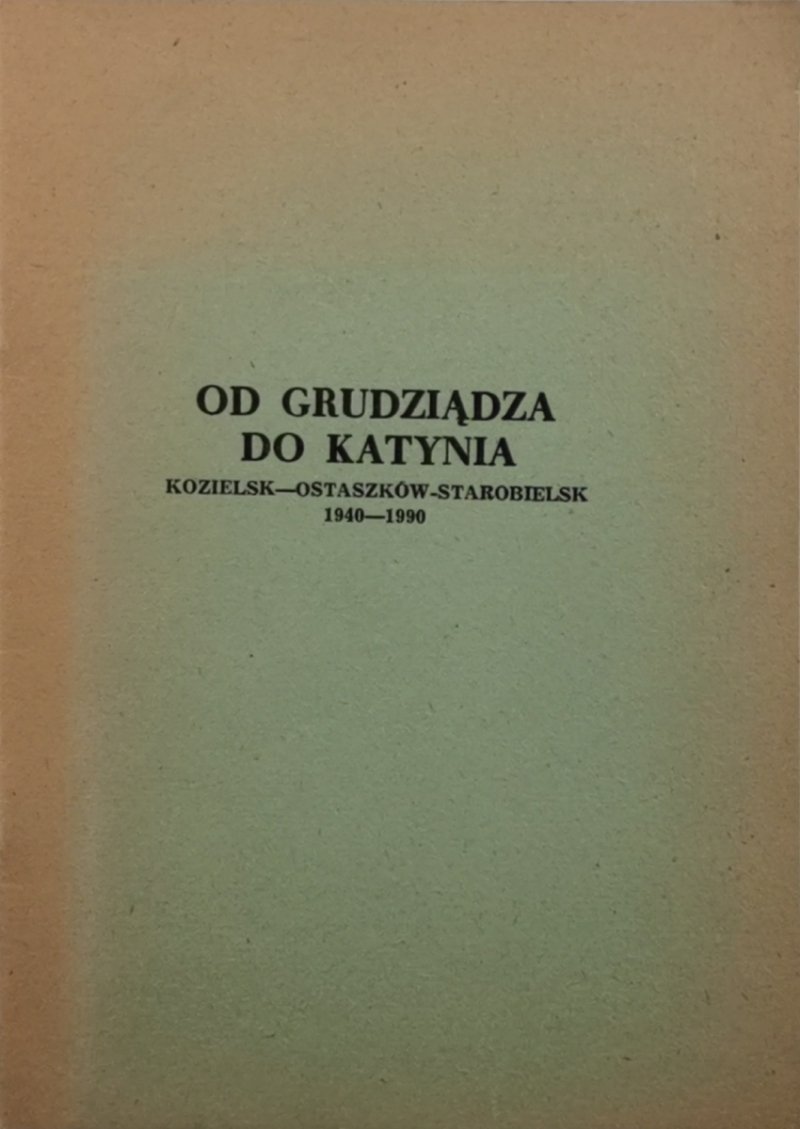 OD GRUDZIĄDZA
DO KATYNIA
KOZIELSK—OSTASZKÓW-STAROBIELSK
1940—1990